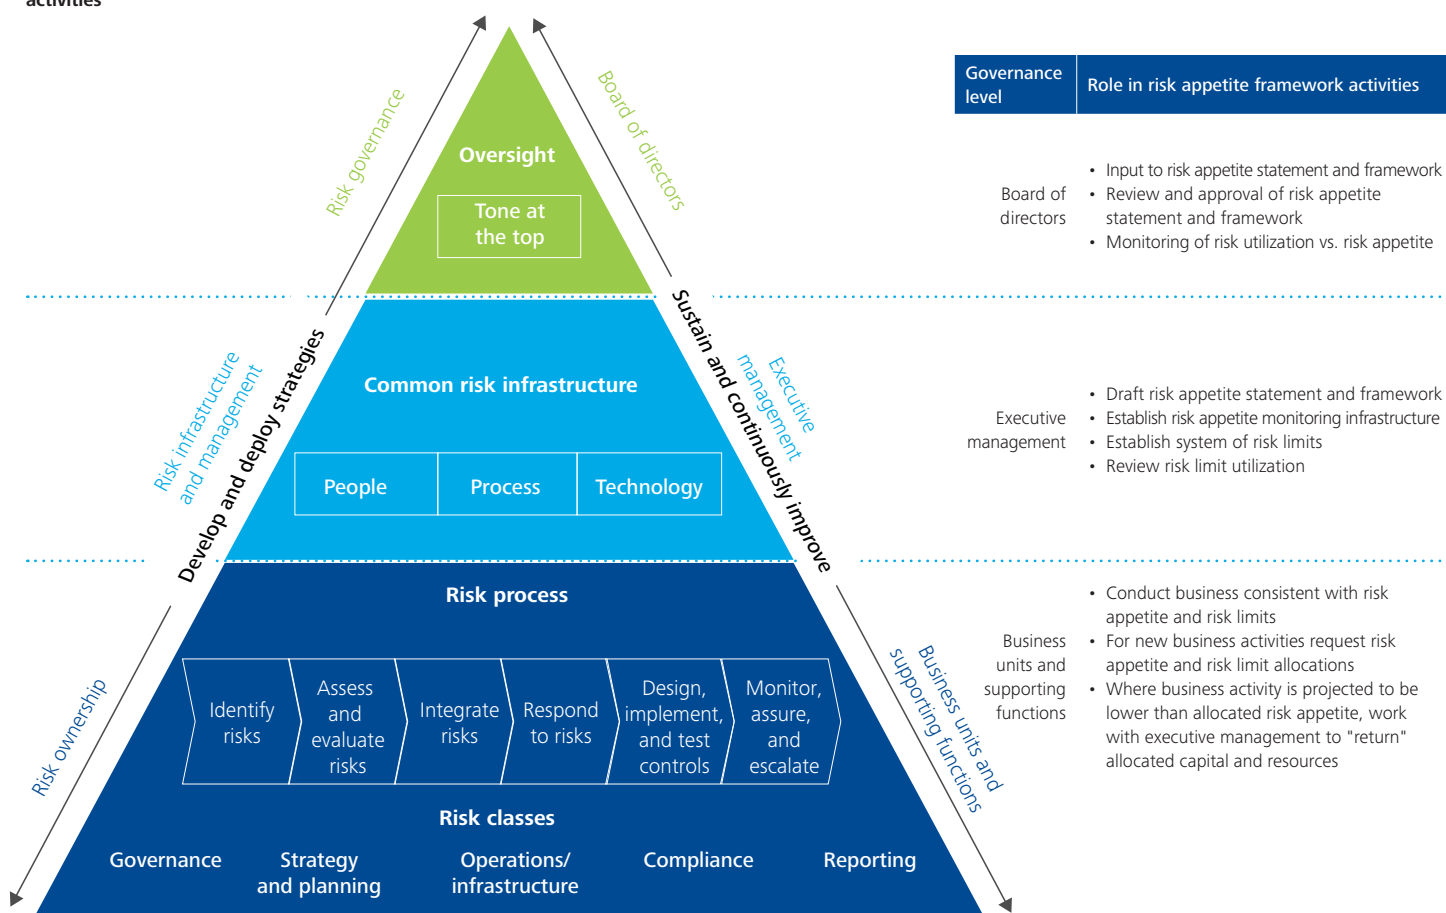 activities
Risk governance
Board of directors
Oversight
Tone at
the top
Risk infrastructure
and management
Develop and deploy strategies
Sustain and continuously improve
Executive
management
Common risk infrastructure
People
Process
Technology
Risk ownership
Business units and
supporting functions
Risk process
Identify
risks
Assess
and
evaluate
risks
Integrate
risks
Respond
to risks
Design,
implement,
and test
controls
Monitor,
assure,
and
escalate
Risk classes
Governance
Strategy
and planning
Operations/
infrastructure
Compliance
Reporting
Governance
level
Role in risk appetite framework activities
Board of
directors
• Input to risk appetite statement and framework
• Review and approval of risk appetite
statement and framework
• Monitoring of risk utilization vs. risk appetite
Executive
management
• Draft risk appetite statement and framework
• Establish risk appetite monitoring infrastructure
• Establish system of risk limits
• Review risk limit utilization
Business
units and
supporting
functions
• Conduct business consistent with risk
appetite and risk limits
• For new business activities request risk
appetite and risk limit allocations
• Where business activity is projected to be
lower than allocated risk appetite, work
with executive management to "return"
allocated capital and resources